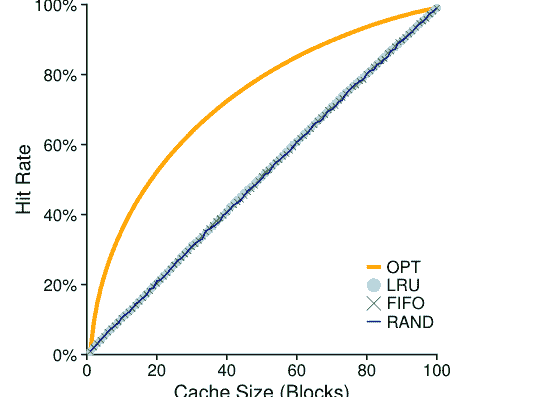 100%
80%
60%
40%
20%
0%
Hit Rate
OPT
LRU
FIFO
RAND
0 20 40 60 80 100
Cache Size (Blocks)